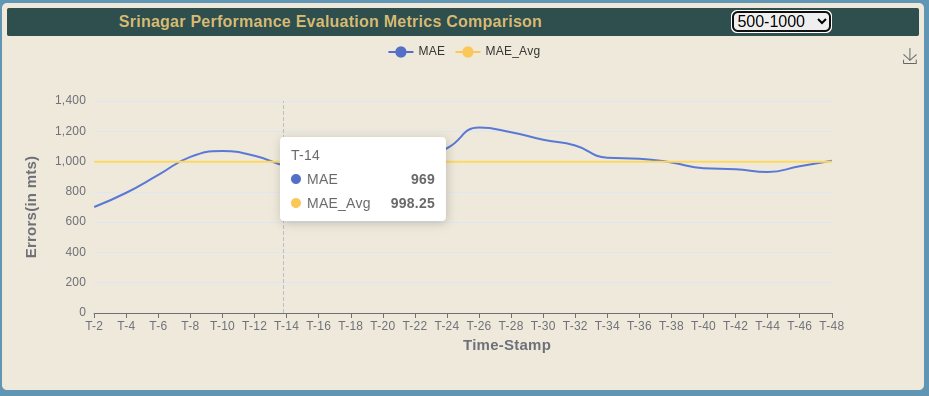 Srinagar Performance Evaluation Metrics Comparison 500-1000
MAE MAE_Avg
1,400
1,200
1,000
800
600
400
200
0
Errors(in mts)
T-14
MAE 969
MAE_Avg 998.25
T-2 T-4 T-6 T-8 T-10 T-12 T-14 T-16 T-18 T-20 T-22 T-24 T-26 T-28 T-30 T-32 T-34 T-36 T-38 T-40 T-42 T-44 T-46 T-48
Time-Stamp